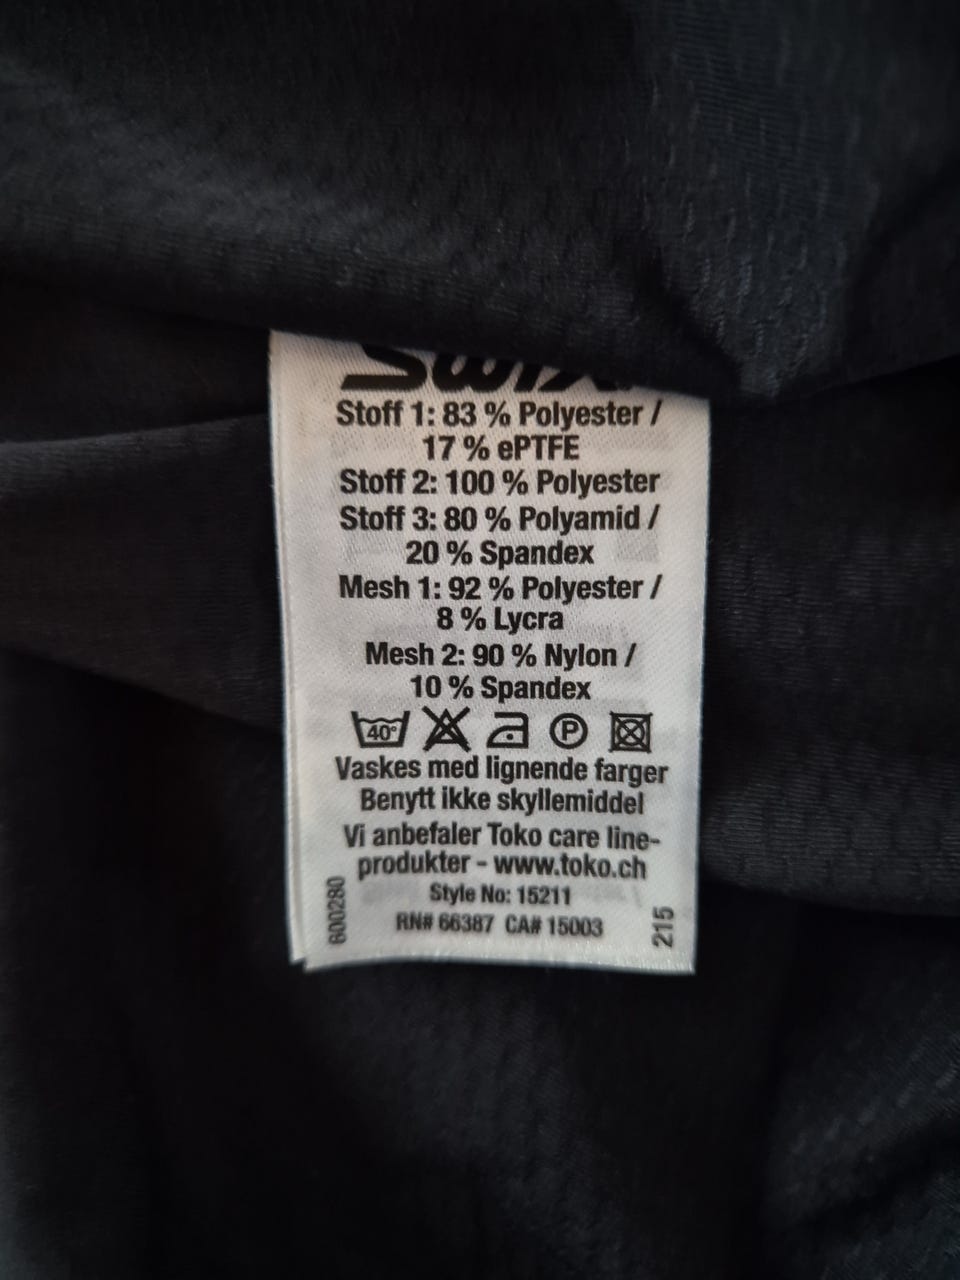 Swix
Stoff 1: 83 % Polyester /
17 % ePTFE
Stoff 2: 100 % Polyester
Stoff 3: 80 % Polyamid /
20 % Spandex
Mesh 1: 92 % Polyester /
8 % Lycra
Mesh 2: 90 % Nylon /
10 % Spandex
40° P
Vaskes med lignende farger
Benytt ikke skyllemiddel
Vi anbefaler Toko care line-
produkter - www.toko.ch
Style No: 15211
RN# 66387 CA# 15003
600280
215